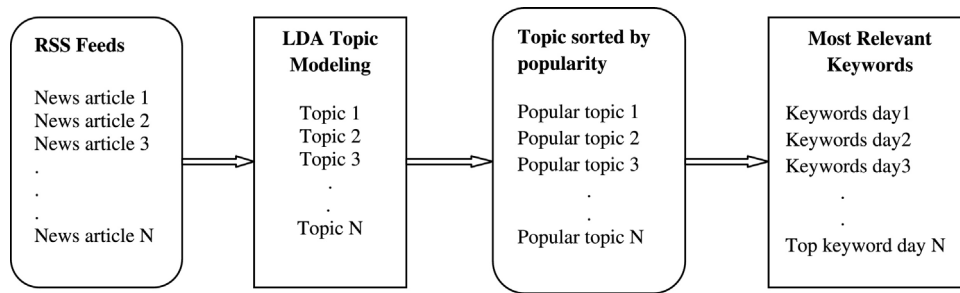 RSS Feeds
News article 1
News article 2
News article 3
.
.
.
News article N
LDA Topic
Modeling
Topic 1
Topic 2
Topic 3
.
.
Topic N
Topic sorted by
popularity
Popular topic 1
Popular topic 2
Popular topic 3
.
.
Popular topic N
Most Relevant
Keywords
Keywords day1
Keywords day2
Keywords day3
.
.
Top keyword day N